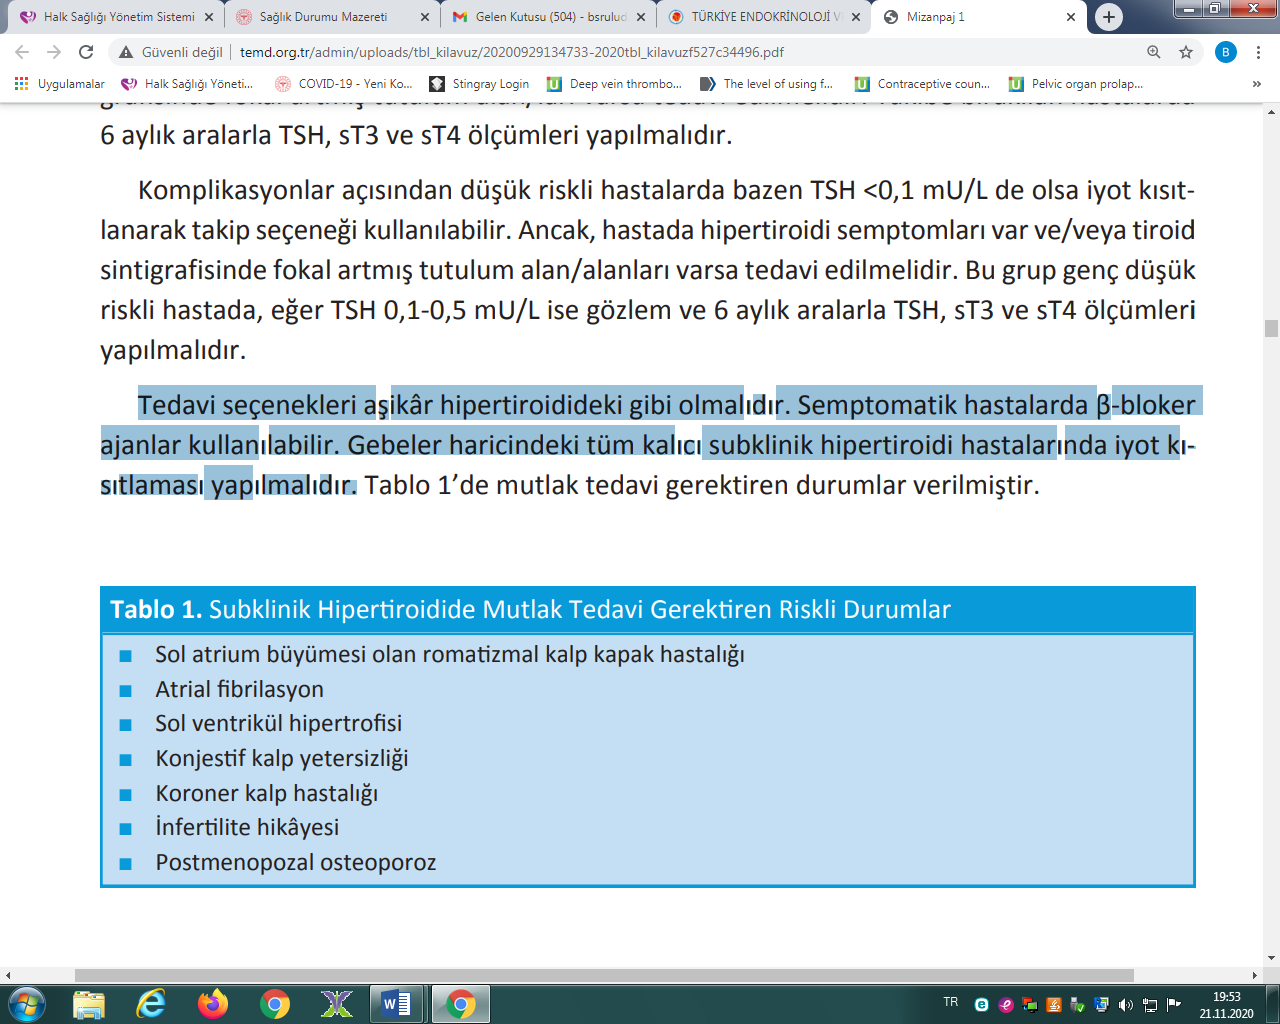 Halk Sağlığı Yönetim Sistemi
Sağlık Durumu Mazereti
Gelen Kutusu (504) - bsrulud
TÜRKİYE ENDOKRİNOLOJİ V
Mizanpaj 1
Güvenli değil
temd.org.tr/admin/uploads/tbl_kilavuz/20200929134733-2020tbl_kilavuzf527c34496.pdf
B
Uygulamalar
Halk Sağlığı Yöneti...
COVID-19 - Yeni Ko...
Stingray Login
Deep vein thrombo...
The level of using f...
Contraceptive coun...
Pelvic organ prolap...
»
6 aylık aralarla TSH, sT3 ve sT4 ölçümleri yapılmalıdır.
Komplikasyonlar açısından düşük riskli hastalarda bazen TSH <0,1 mU/L de olsa iyot kısıt-
lanarak takip seçeneği kullanılabilir. Ancak, hastada hipertiroidi semptomları var ve/veya tiroid
sintigrafisinde fokal artmış tutulum alan/alanları varsa tedavi edilmelidir. Bu grup genç düşük
riskli hastada, eğer TSH 0,1-0,5 mU/L ise gözlem ve 6 aylık aralarla TSH, sT3 ve sT4 ölçümleri
yapılmalıdır.
Tedavi seçenekleri aşikâr hipertiroidideki gibi olmalıdır. Semptomatik hastalarda β-bloker
ajanlar kullanılabilir. Gebeler haricindeki tüm kalıcı subklinik hipertiroidi hastalarında iyot kı-
sıtlaması yapılmalıdır. Tablo 1’de mutlak tedavi gerektiren durumlar verilmiştir.
Tablo 1. Subklinik Hipertiroidide Mutlak Tedavi Gerektiren Riskli Durumlar
■ Sol atrium büyümesi olan romatizmal kalp kapak hastalığı
■ Atrial fibrilasyon
■ Sol ventrikül hipertrofisi
■ Konjestif kalp yetersizliği
■ Koroner kalp hastalığı
■ İnfertilite hikâyesi
■ Postmenopozal osteoporoz
TR
19:53
21.11.2020